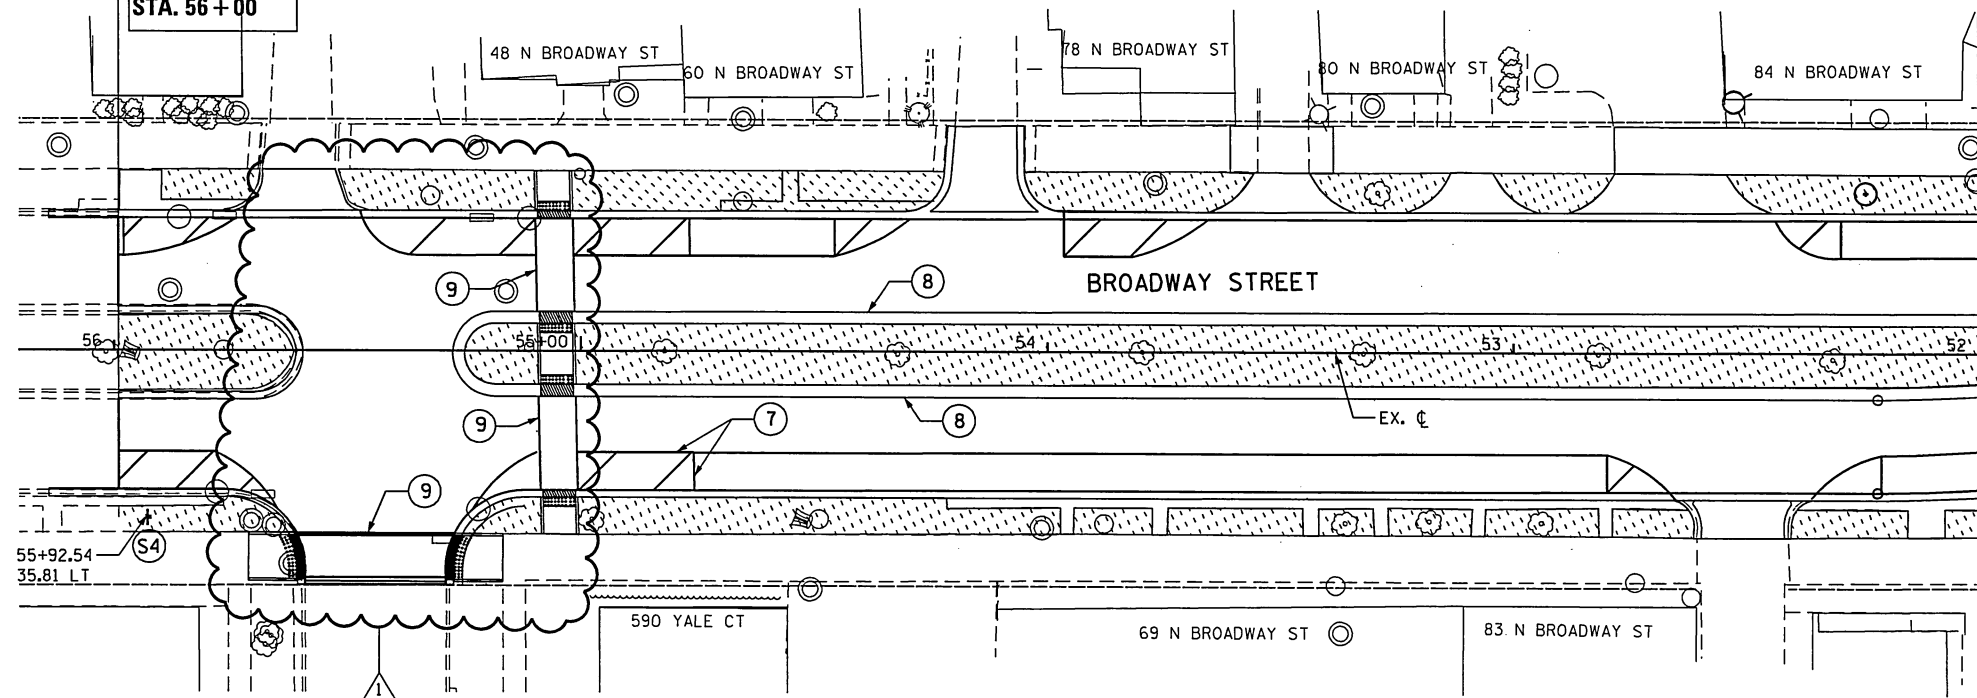 STA. 56+00
48 N BROADWAY ST
60 N BROADWAY ST
78 N BROADWAY ST
80 N BROADWAY ST
84 N BROADWAY ST
9
8
BROADWAY STREET
56
55+00
54
53
52
9
8
7
EX. ℄
9
55+92.54
35.81 LT
S4
590 YALE CT
69 N BROADWAY ST
83 N BROADWAY ST
1